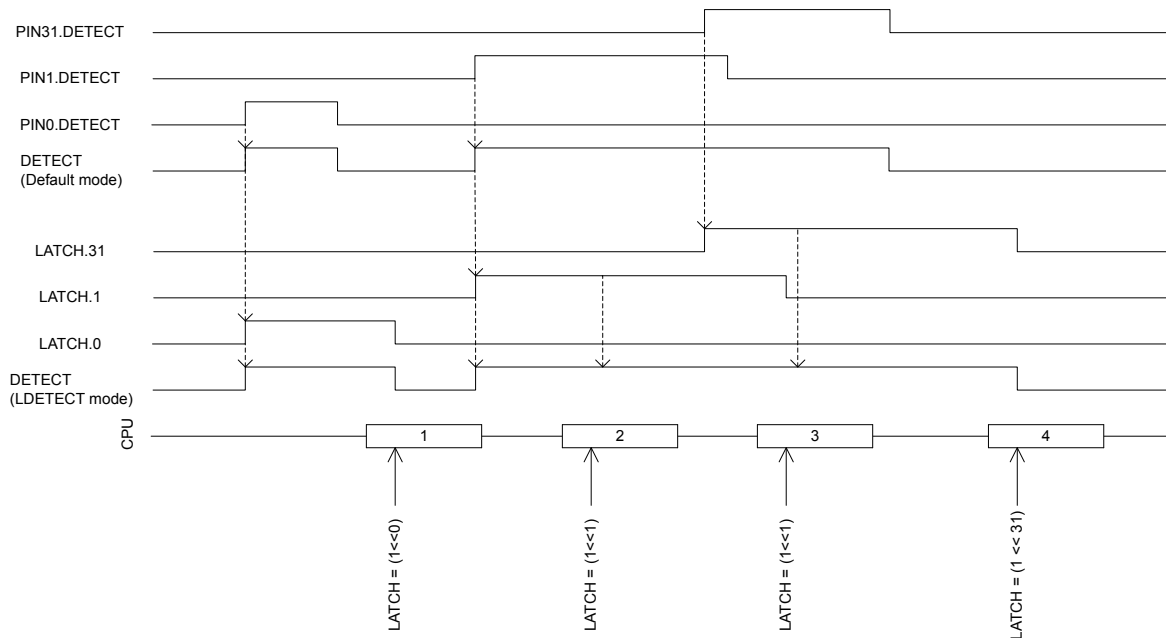 PIN31.DETECT
PIN1.DETECT
PIN0.DETECT
DETECT
(Default mode)
LATCH.31
LATCH.1
LATCH.0
DETECT
(LDETECT mode)
CPU
1
2
3
4
LATCH = (1<<0)
LATCH = (1<<1)
LATCH = (1<<1)
LATCH = (1 << 31)